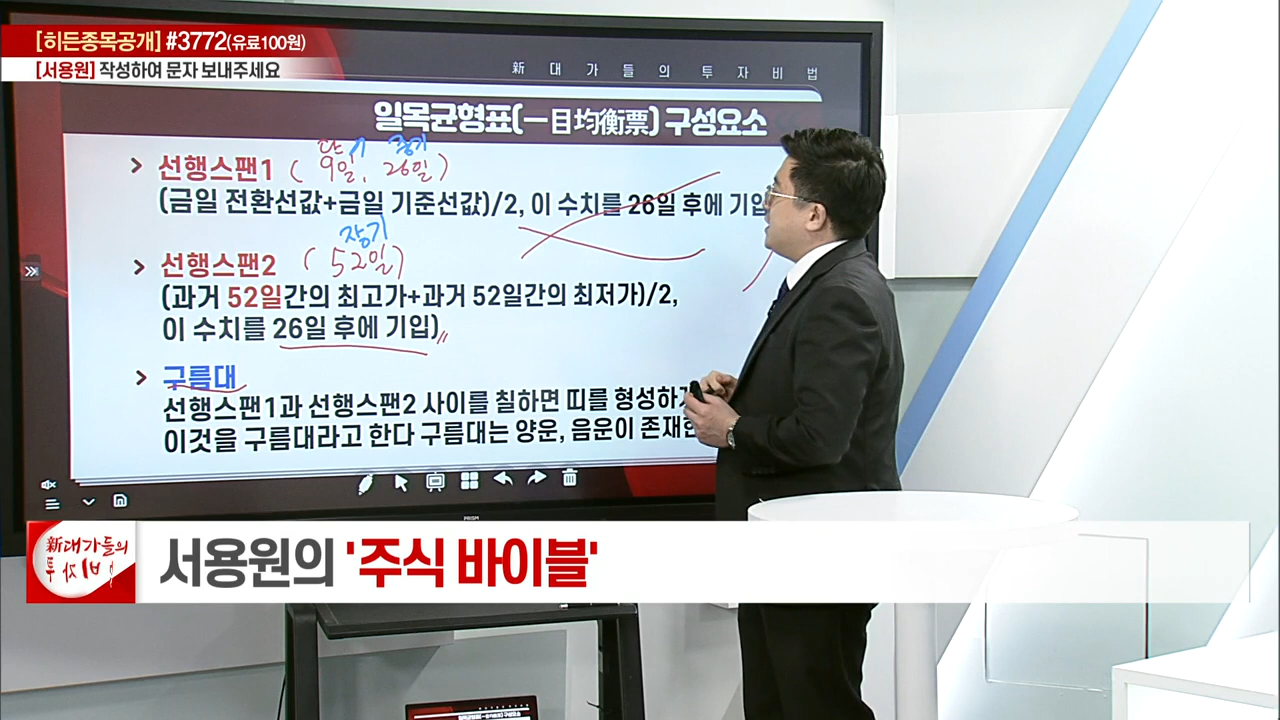 [히든종목공개] #3772(유료100원)
[서용원] 작성하여 문자 보내주세요
新 대 가 들 의 투 자 비 법
일목균형표(一目均衡票) 구성요소
단기 중기
선행스팬1 ( 9일, 26일 )
(금일 전환선값+금일 기준선값)/2, 이 수치를 26일 후에 기입
장기
선행스팬2 ( 52일)
(과거 52일간의 최고가+과거 52일간의 최저가)/2,
이 수치를 26일 후에 기입)
구름대
선행스팬1과 선행스팬2 사이를 칠하면 띠를 형성하
이것을 구름대라고 한다 구름대는 양운, 음운이 존재
PRISM
新대가들의
서용원의 '주식 바이블'